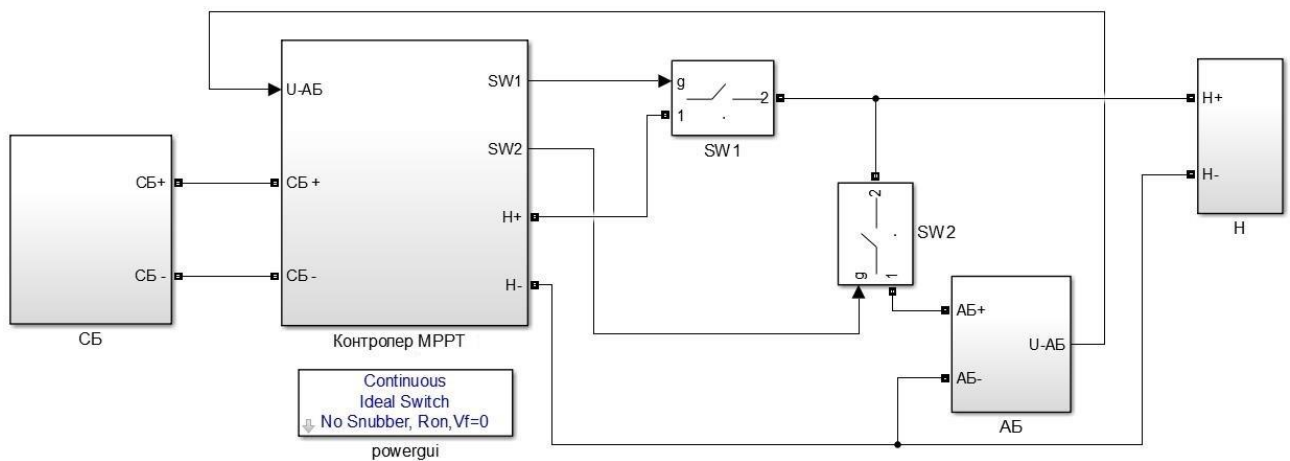 U-АБ
СБ +
СБ -
SW1
SW2
Н+
Н-
Контролер MPPT
СБ+
СБ -
СБ
g
1
2
SW1
2
g
1
SW2
Н+
Н-
Н
АБ+
АБ-
U-АБ
АБ
Continuous
Ideal Switch
No Snubber, Ron,Vf=0
powergui